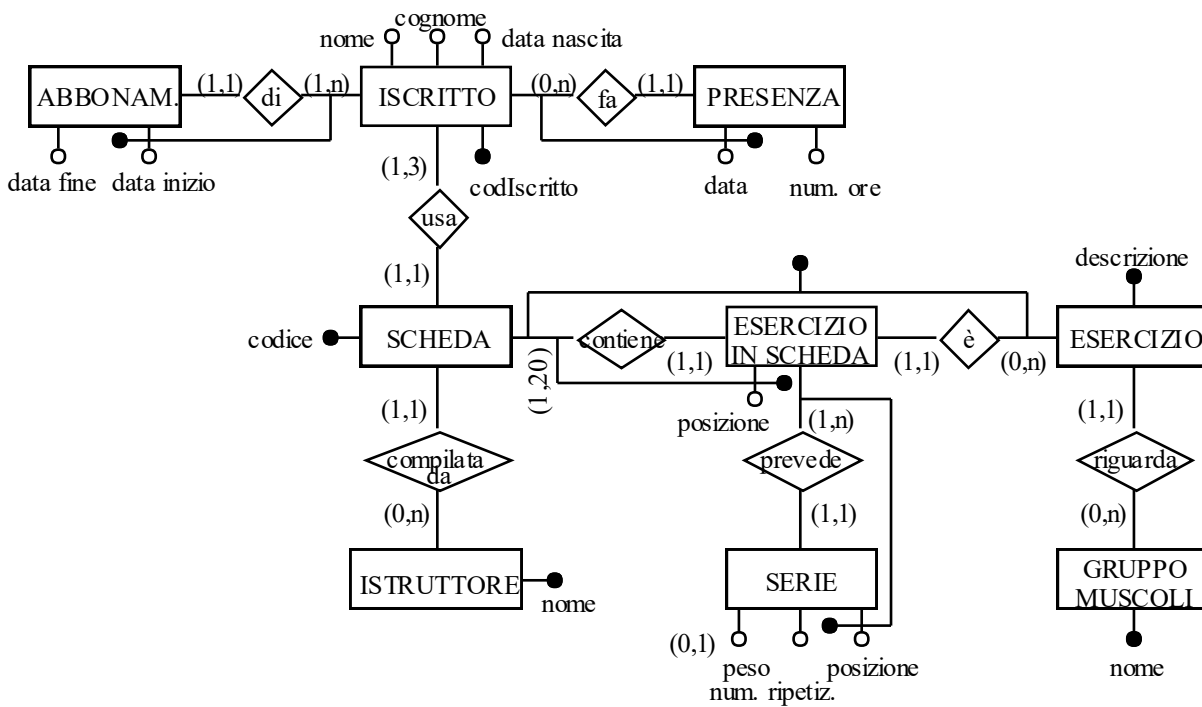 cognome
nome
data nascita
ABBONAM.
(1,1)
di
(1,n)
ISCRITTO
(0,n)
fa
(1,1)
PRESENZA
data fine
data inizio
(1,3)
codIscritto
data
num. ore
usa
(1,1)
descrizione
codice
SCHEDA
contiene
(1,1)
ESERCIZIO
IN SCHEDA
(1,1)
è
(0,n)
ESERCIZIO
(1,20)
(1,1)
posizione
(1,n)
(1,1)
compilata
da
prevede
riguarda
(0,n)
(1,1)
(0,n)
ISTRUTTORE
nome
SERIE
GRUPPO
MUSCOLI
(0,1)
peso
posizione
nome
num. ripetiz.